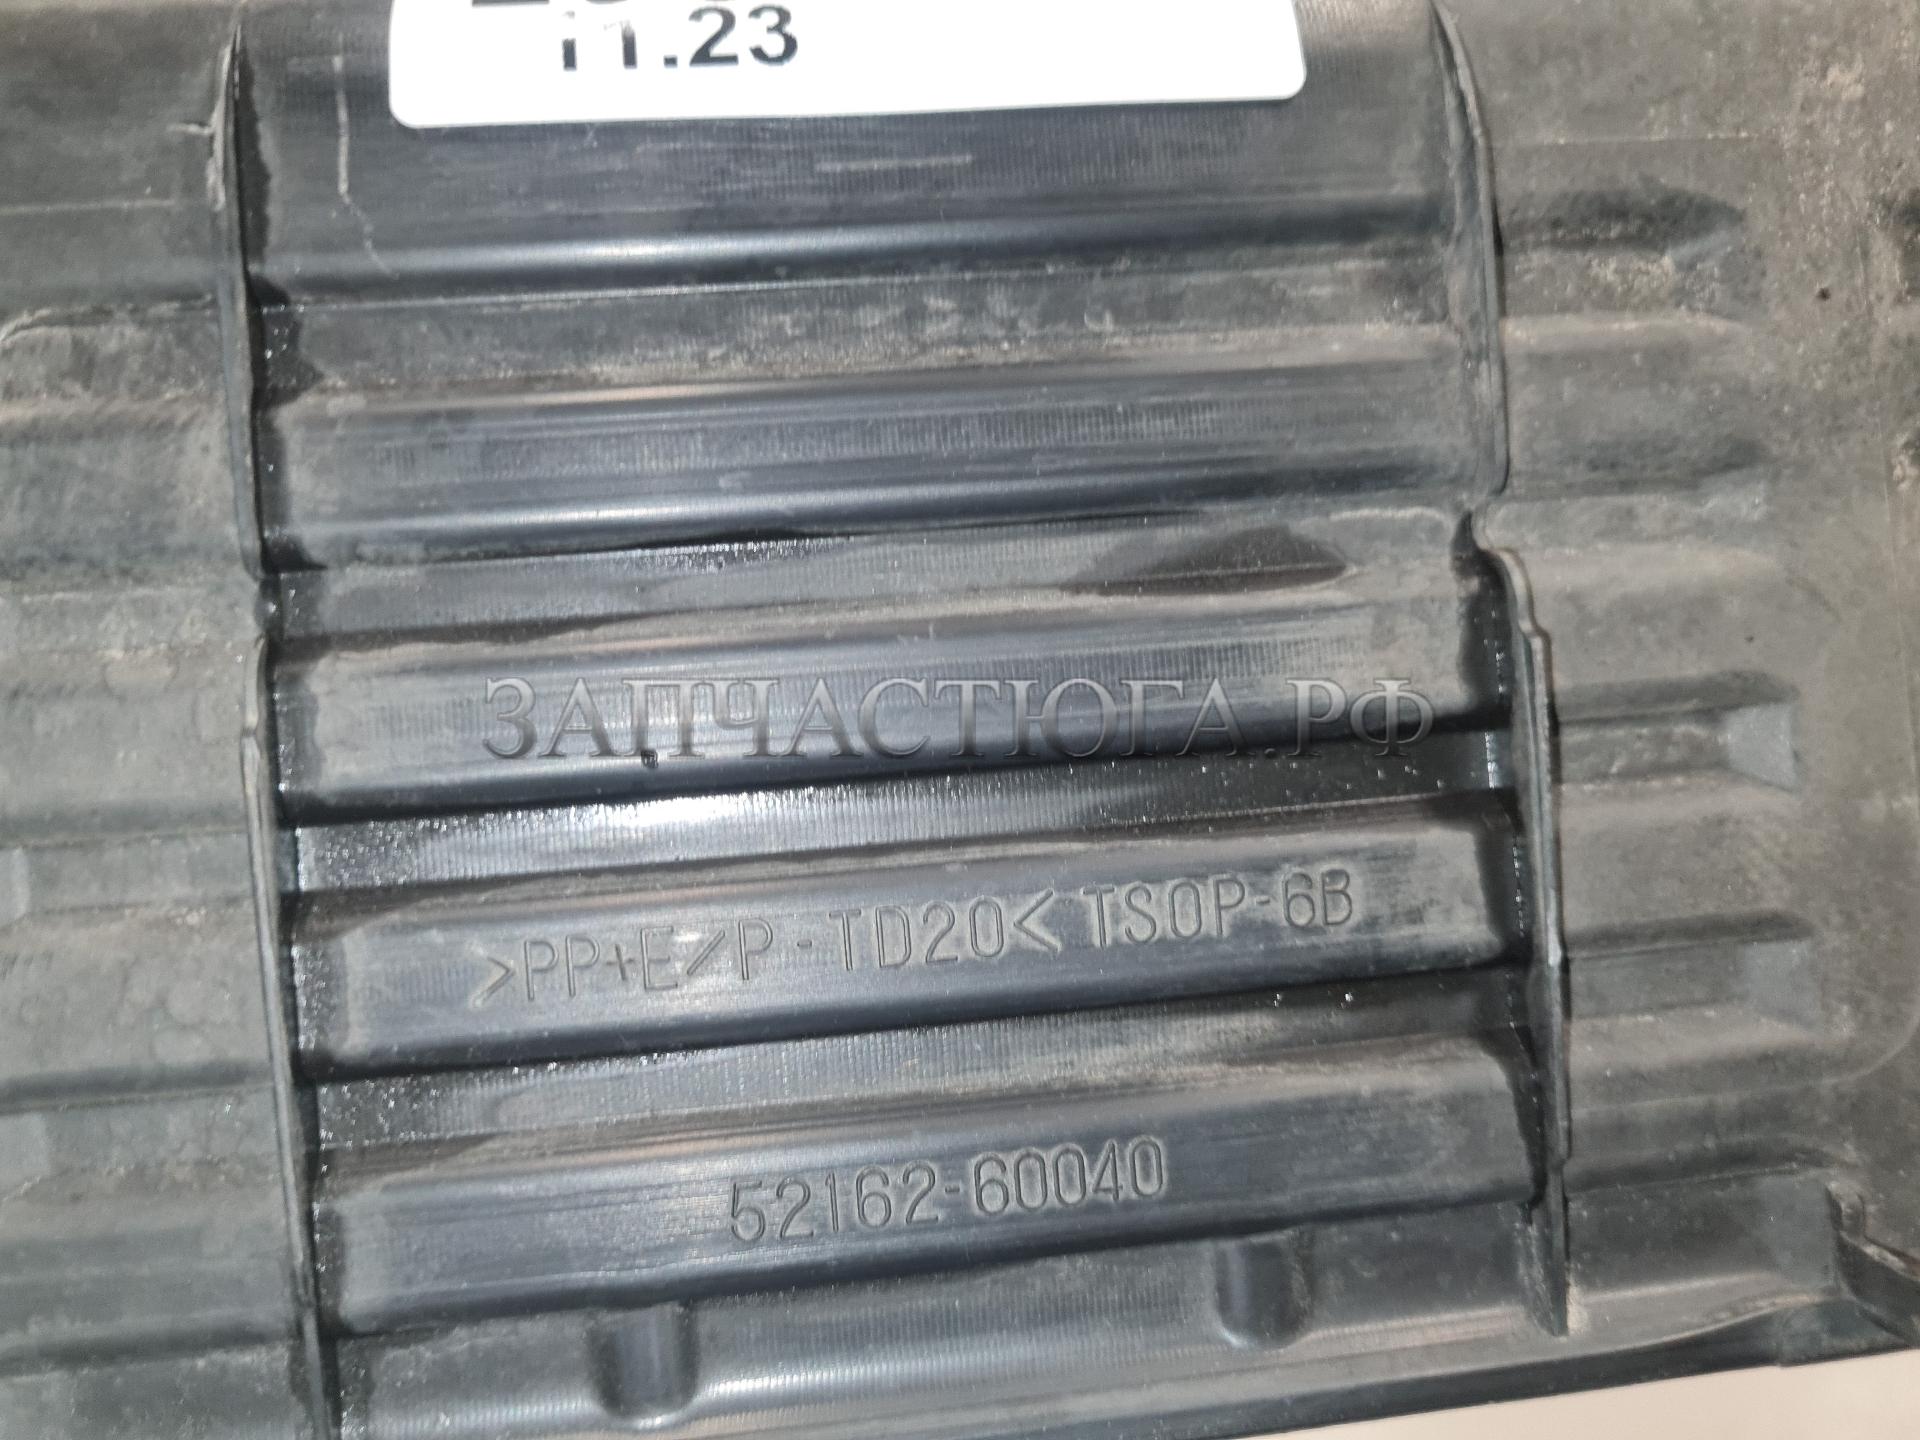 11.23
ЗАПЧАСТЮГА.РФ
>PP+E/P-TD20< TSOP-6B
52162-60040